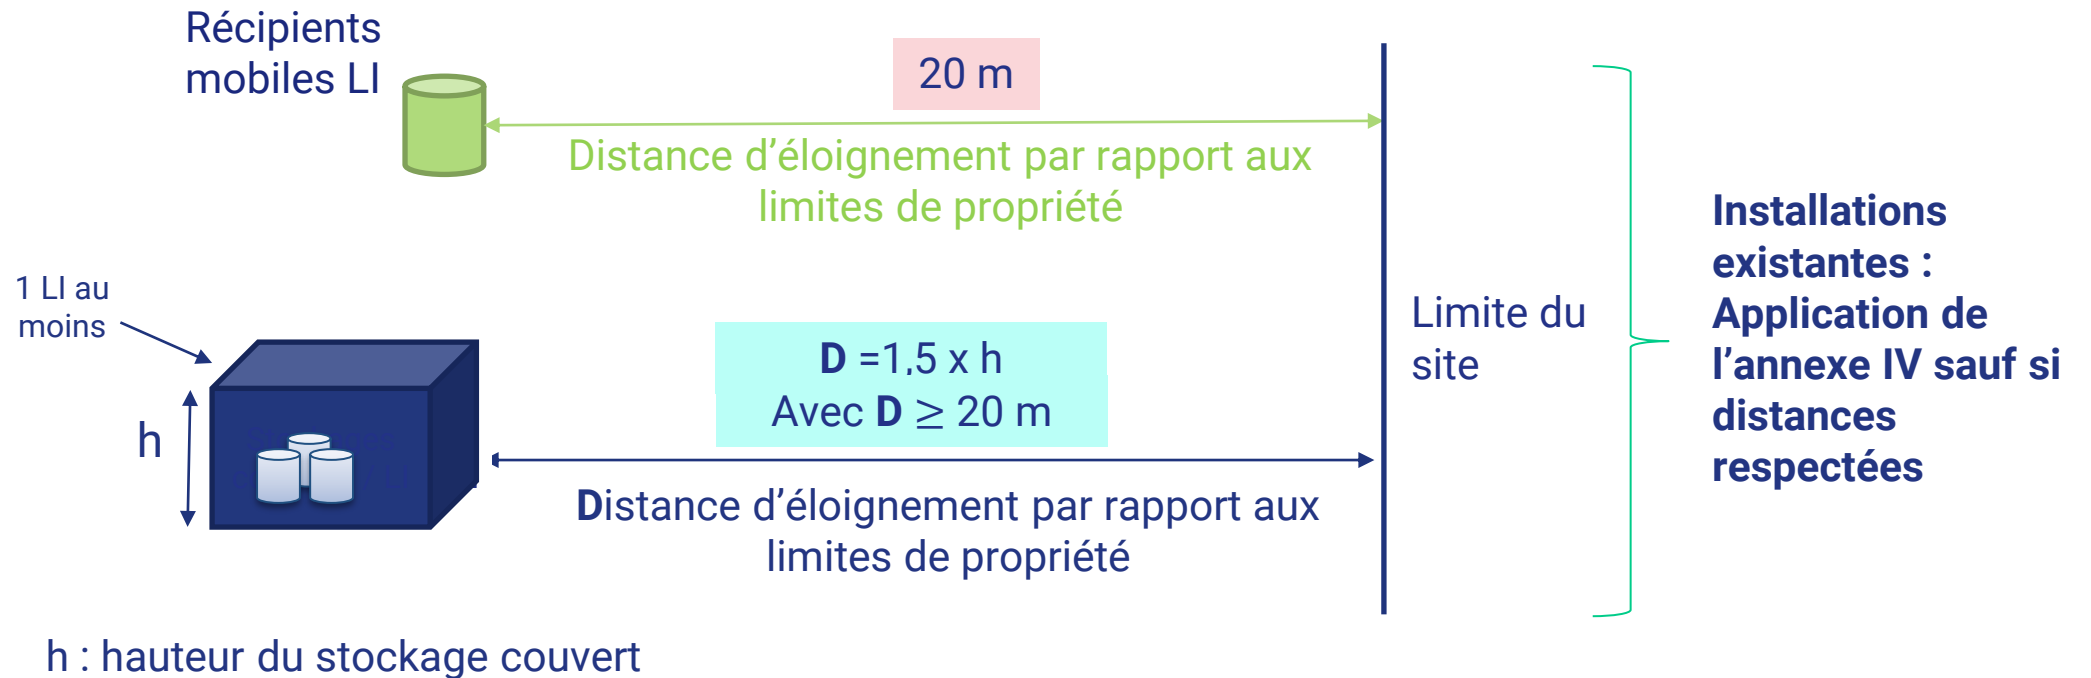 Récipients
mobiles LI
20 m
Distance d’éloignement par rapport aux
limites de propriété
1 LI au
moins
h
D =1,5 x h
Avec D ≥ 20 m
Distance d’éloignement par rapport aux
limites de propriété
Limite du
site
Installations
existantes :
Application de
l’annexe IV sauf si
distances
respectées
h : hauteur du stockage couvert